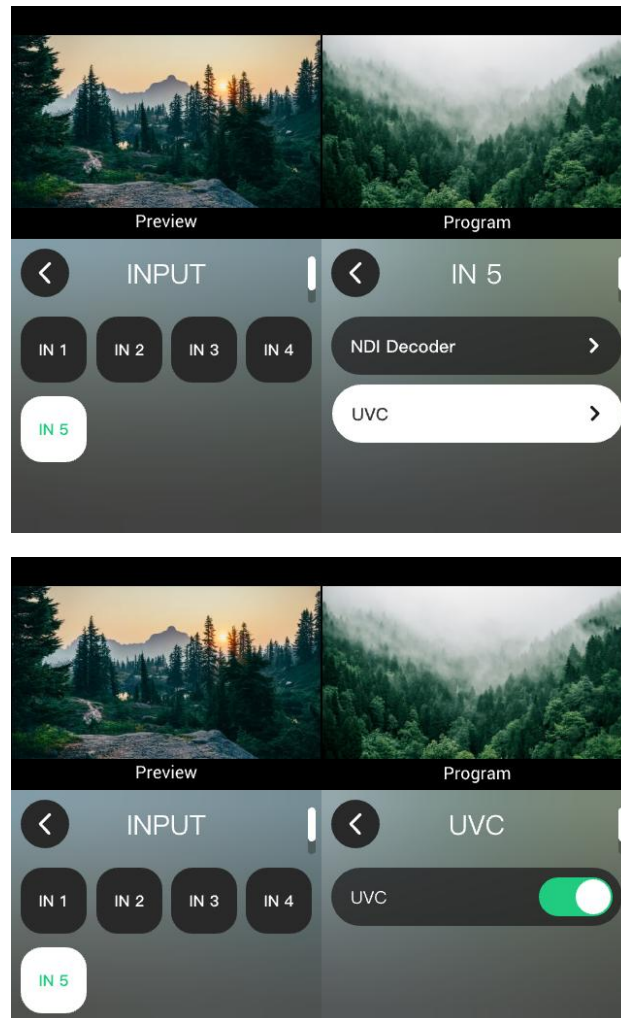 Preview Program
INPUT IN 5
IN 1 IN 2 IN 3 IN 4 NDI Decoder
IN 5 UVC
Preview Program
INPUT UVC
IN 1 IN 2 IN 3 IN 4 UVC
IN 5